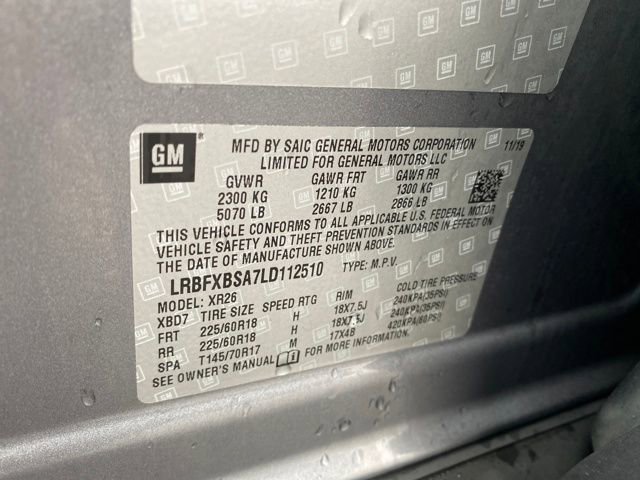 GM
MFD BY SAIC GENERAL MOTORS CORPORATION 11/19
LIMITED FOR GENERAL MOTORS LLC
GVWR GAWR FRT GAWR RR
2300 KG 1210 KG 1300 KG
5070 LB 2667 LB 2866 LB
THIS VEHICLE CONFORMS TO ALL APPLICABLE U.S. FEDERAL MOTOR
VEHICLE SAFETY AND THEFT PREVENTION STANDARDS IN EFFECT ON
THE DATE OF MANUFACTURE SHOWN ABOVE.
LRBFXBSA7LD112510 TYPE: M.P.V.
MODEL: XR26
XBD7 TIRE SIZE SPEED RTG RIM COLD TIRE PRESSURE
FRT 225/60R18 H 18X7.5J 240KPA(35PSI)
RR 225/60R18 H 18X7.5J 240KPA(35PSI)
SPA T145/70R17 M 17X4B 420KPA(60PSI)
SEE OWNER'S MANUAL FOR MORE INFORMATION.